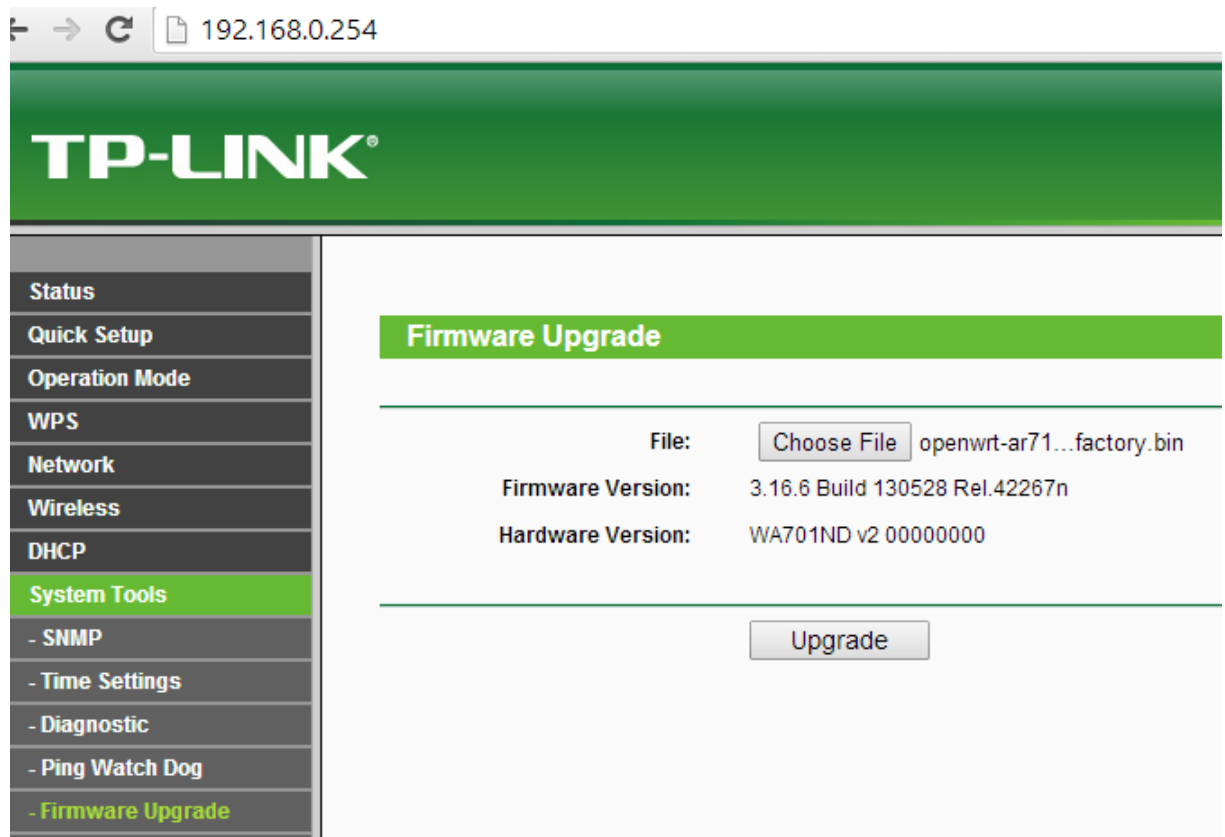 192.168.0.254
TP-LINK®
Status
Quick Setup
Operation Mode
WPS
Network
Wireless
DHCP
System Tools
- SNMP
- Time Settings
- Diagnostic
- Ping Watch Dog
- Firmware Upgrade
Firmware Upgrade
File: Choose File openwrt-ar71...factory.bin
Firmware Version: 3.16.6 Build 130528 Rel.42267n
Hardware Version: WA701ND v2 00000000
Upgrade